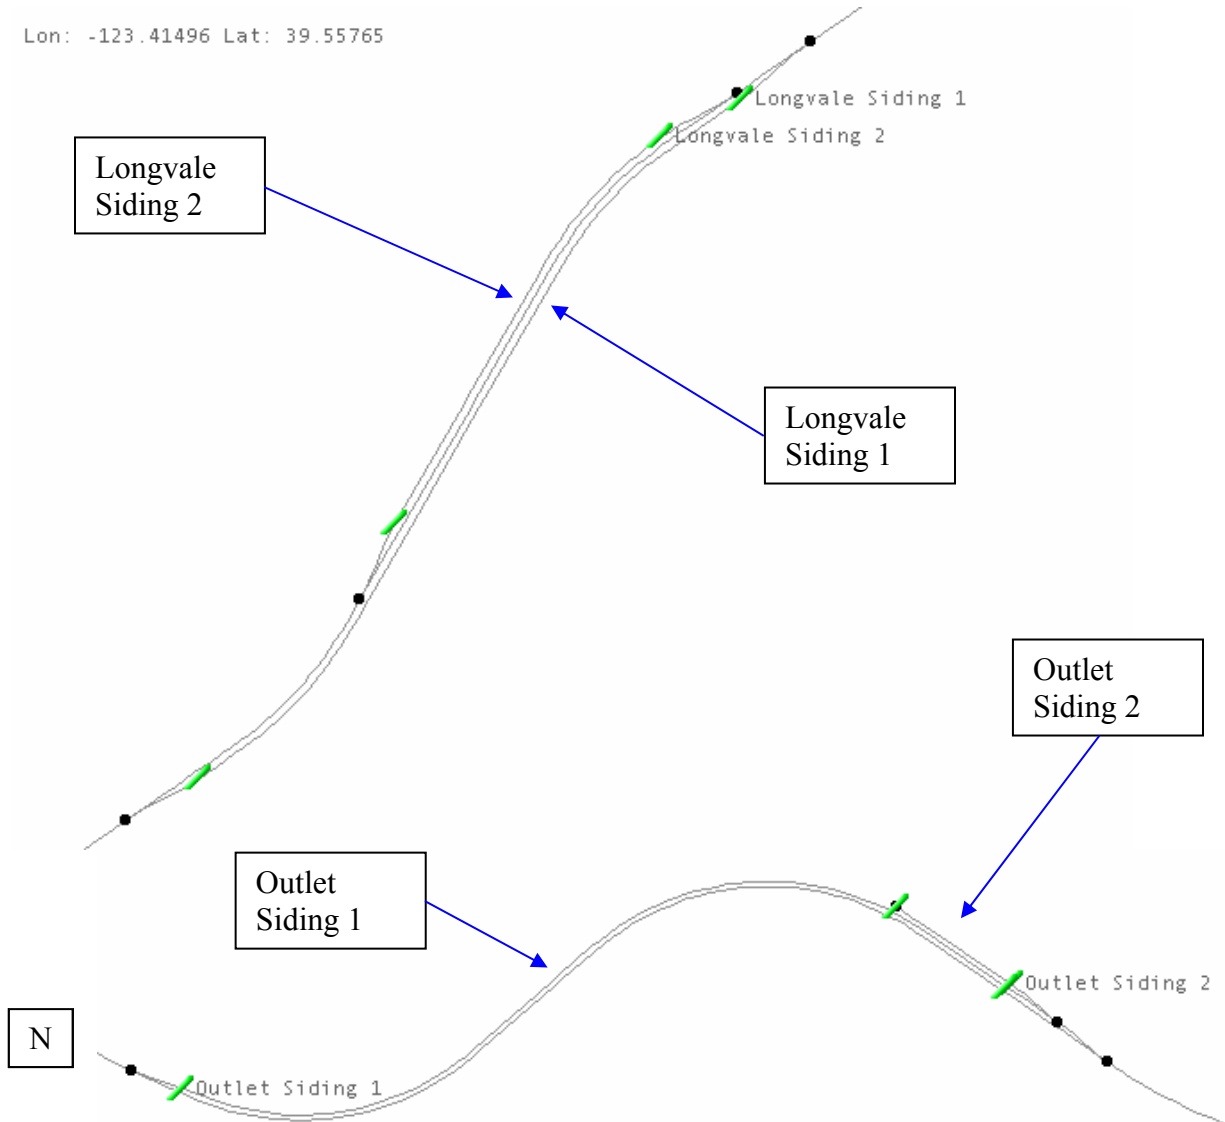 Lon: -123.41496 Lat: 39.55765
Longvale Siding 1
Longvale Siding 2
Longvale
Siding 2
Longvale
Siding 1
Outlet
Siding 2
Outlet
Siding 1
Outlet Siding 2
N
Outlet Siding 1